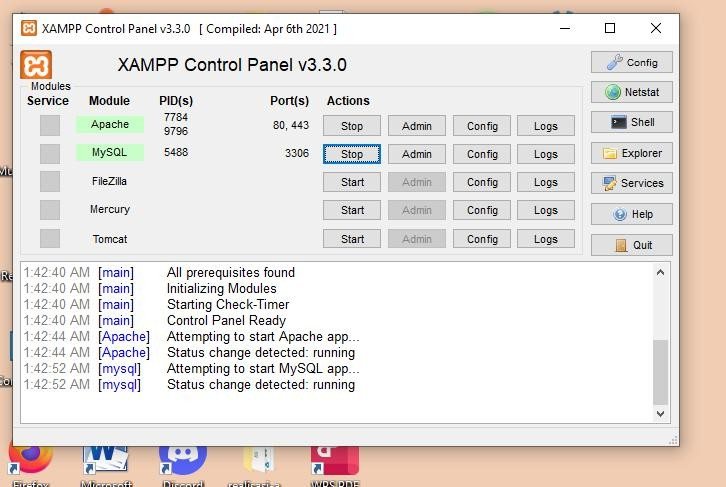 XAMPP Control Panel v3.3.0 [ Compiled: Apr 6th 2021 ]
XAMPP Control Panel v3.3.0
Config
Modules
Service Module PID(s) Port(s) Actions
Netstat
Apache 7784 9796 80, 443 Stop Admin Config Logs
Shell
MySQL 5488 3306 Stop Admin Config Logs
Explorer
FileZilla Start Admin Config Logs
Services
Mercury Start Admin Config Logs
Help
Tomcat Start Admin Config Logs
Quit
1:42:40 AM [main] All prerequisites found
1:42:40 AM [main] Initializing Modules
1:42:40 AM [main] Starting Check-Timer
1:42:40 AM [main] Control Panel Ready
1:42:44 AM [Apache] Attempting to start Apache app...
1:42:44 AM [Apache] Status change detected: running
1:42:52 AM [mysql] Attempting to start MySQL app...
1:42:52 AM [mysql] Status change detected: running
Firefox Microsoft Discord realisasi a WPS PDF